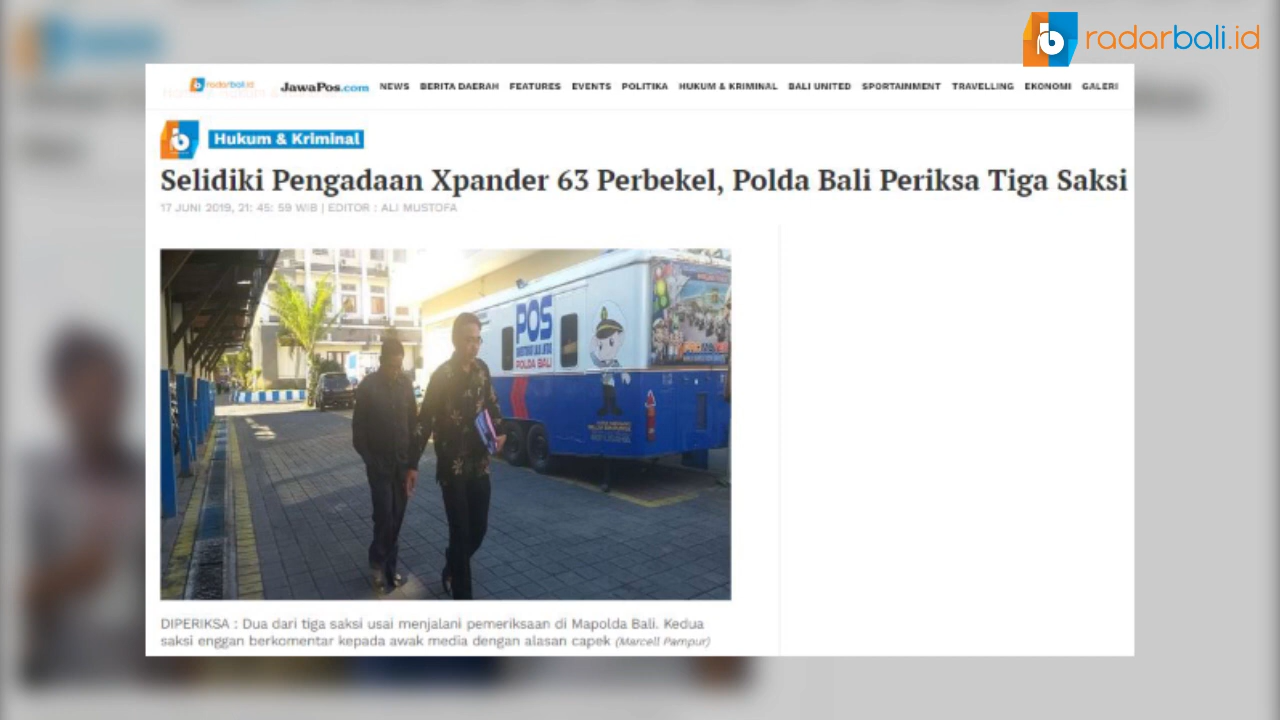 radarbali.id
radarbali.id JawaPos.com NEWS BERITA DAERAH FEATURES EVENTS POLITIKA HUKUM & KRIMINAL BALI UNITED SPORTAINMENT TRAVELLING EKONOMI GALERI
Hukum & Kriminal
Selidiki Pengadaan Xpander 63 Perbekel, Polda Bali Periksa Tiga Saksi
17 JUNI 2019, 21: 45: 59 WIB | EDITOR : ALI MUSTOFA
POS
POLDA BALI
DIPERIKSA : Dua dari tiga saksi usai menjalani pemeriksaan di Mapolda Bali. Kedua
saksi enggan berkomentar kepada awak media dengan alasan capek (Marcell Pampur)